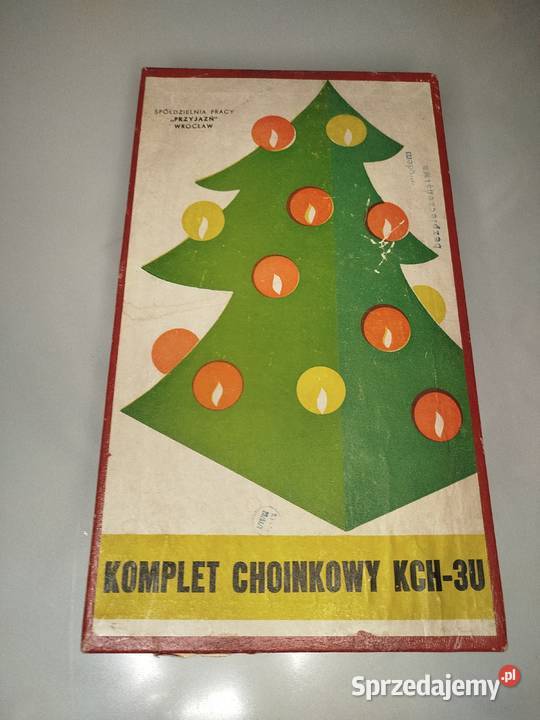 SPÓŁDZIELNIA PRACY
„PRZYJAŹŃ"
WROCŁAW
KOMPLET CHOINKOWY KCH-3U
Sprzedajemy.pl